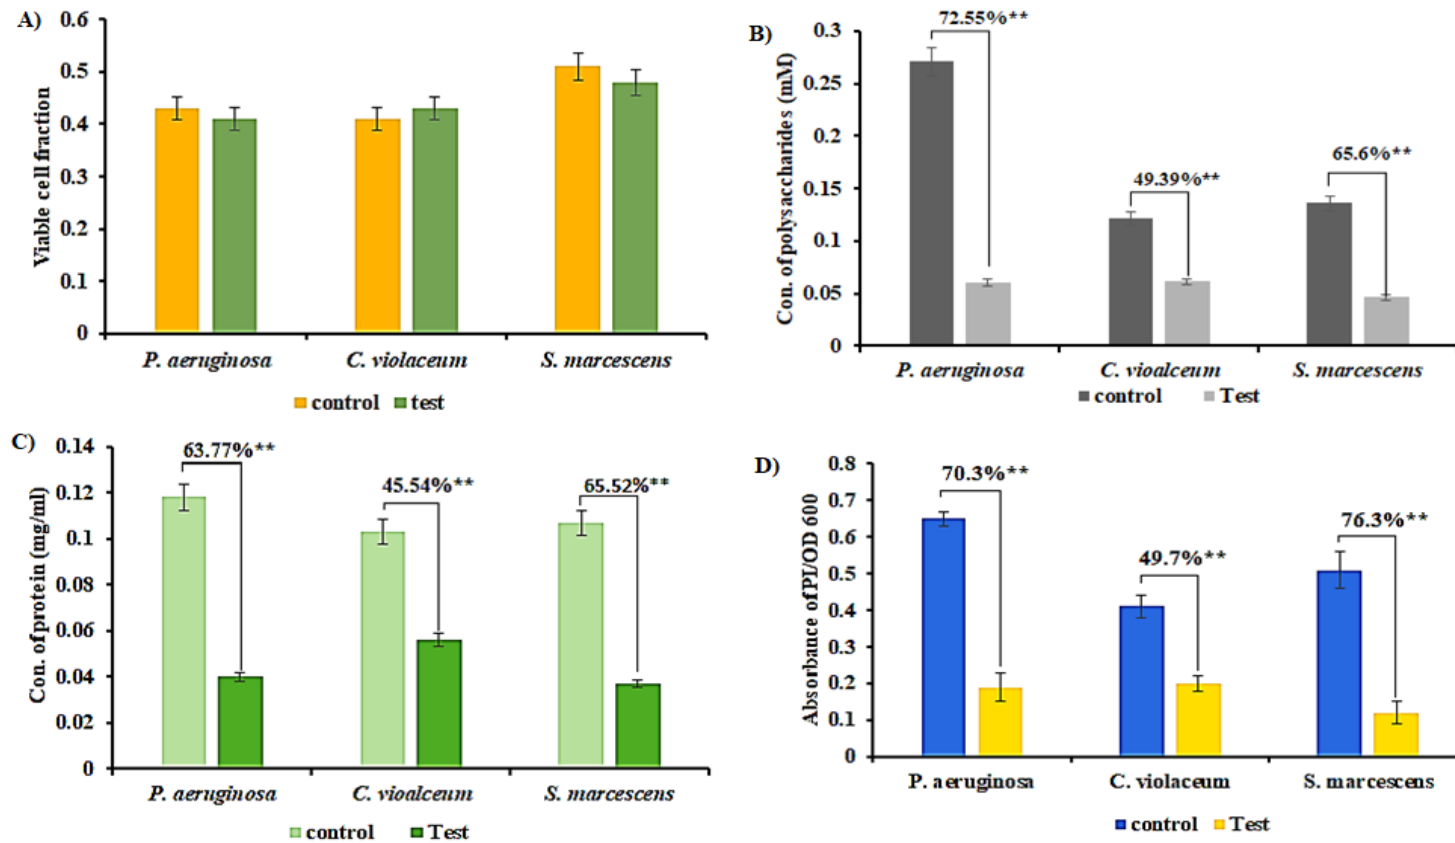 A)
0.6
0.5
0.4
0.3
0.2
0.1
0
Viable cell fraction
P. aeruginosa C. violaceum S. marcescens
control test
B)
72.55%**
49.39%**
65.6%**
0.3
0.25
0.2
0.15
0.1
0.05
0
Con. of polysaccharides (mM)
P. aeruginosa C. vioalceum S. marcescens
control Test
C)
63.77%**
45.54%**
65.52%**
0.14
0.12
0.1
0.08
0.06
0.04
0.02
0
Con. of protein (mg/ml)
P. aeruginosa C. vioalceum S. marcescens
control Test
D)
70.3%**
49.7%**
76.3%**
0.8
0.7
0.6
0.5
0.4
0.3
0.2
0.1
0
Absorbance of PI/OD 600
P. aeruginosa C. violaceum S. marcescens
control Test